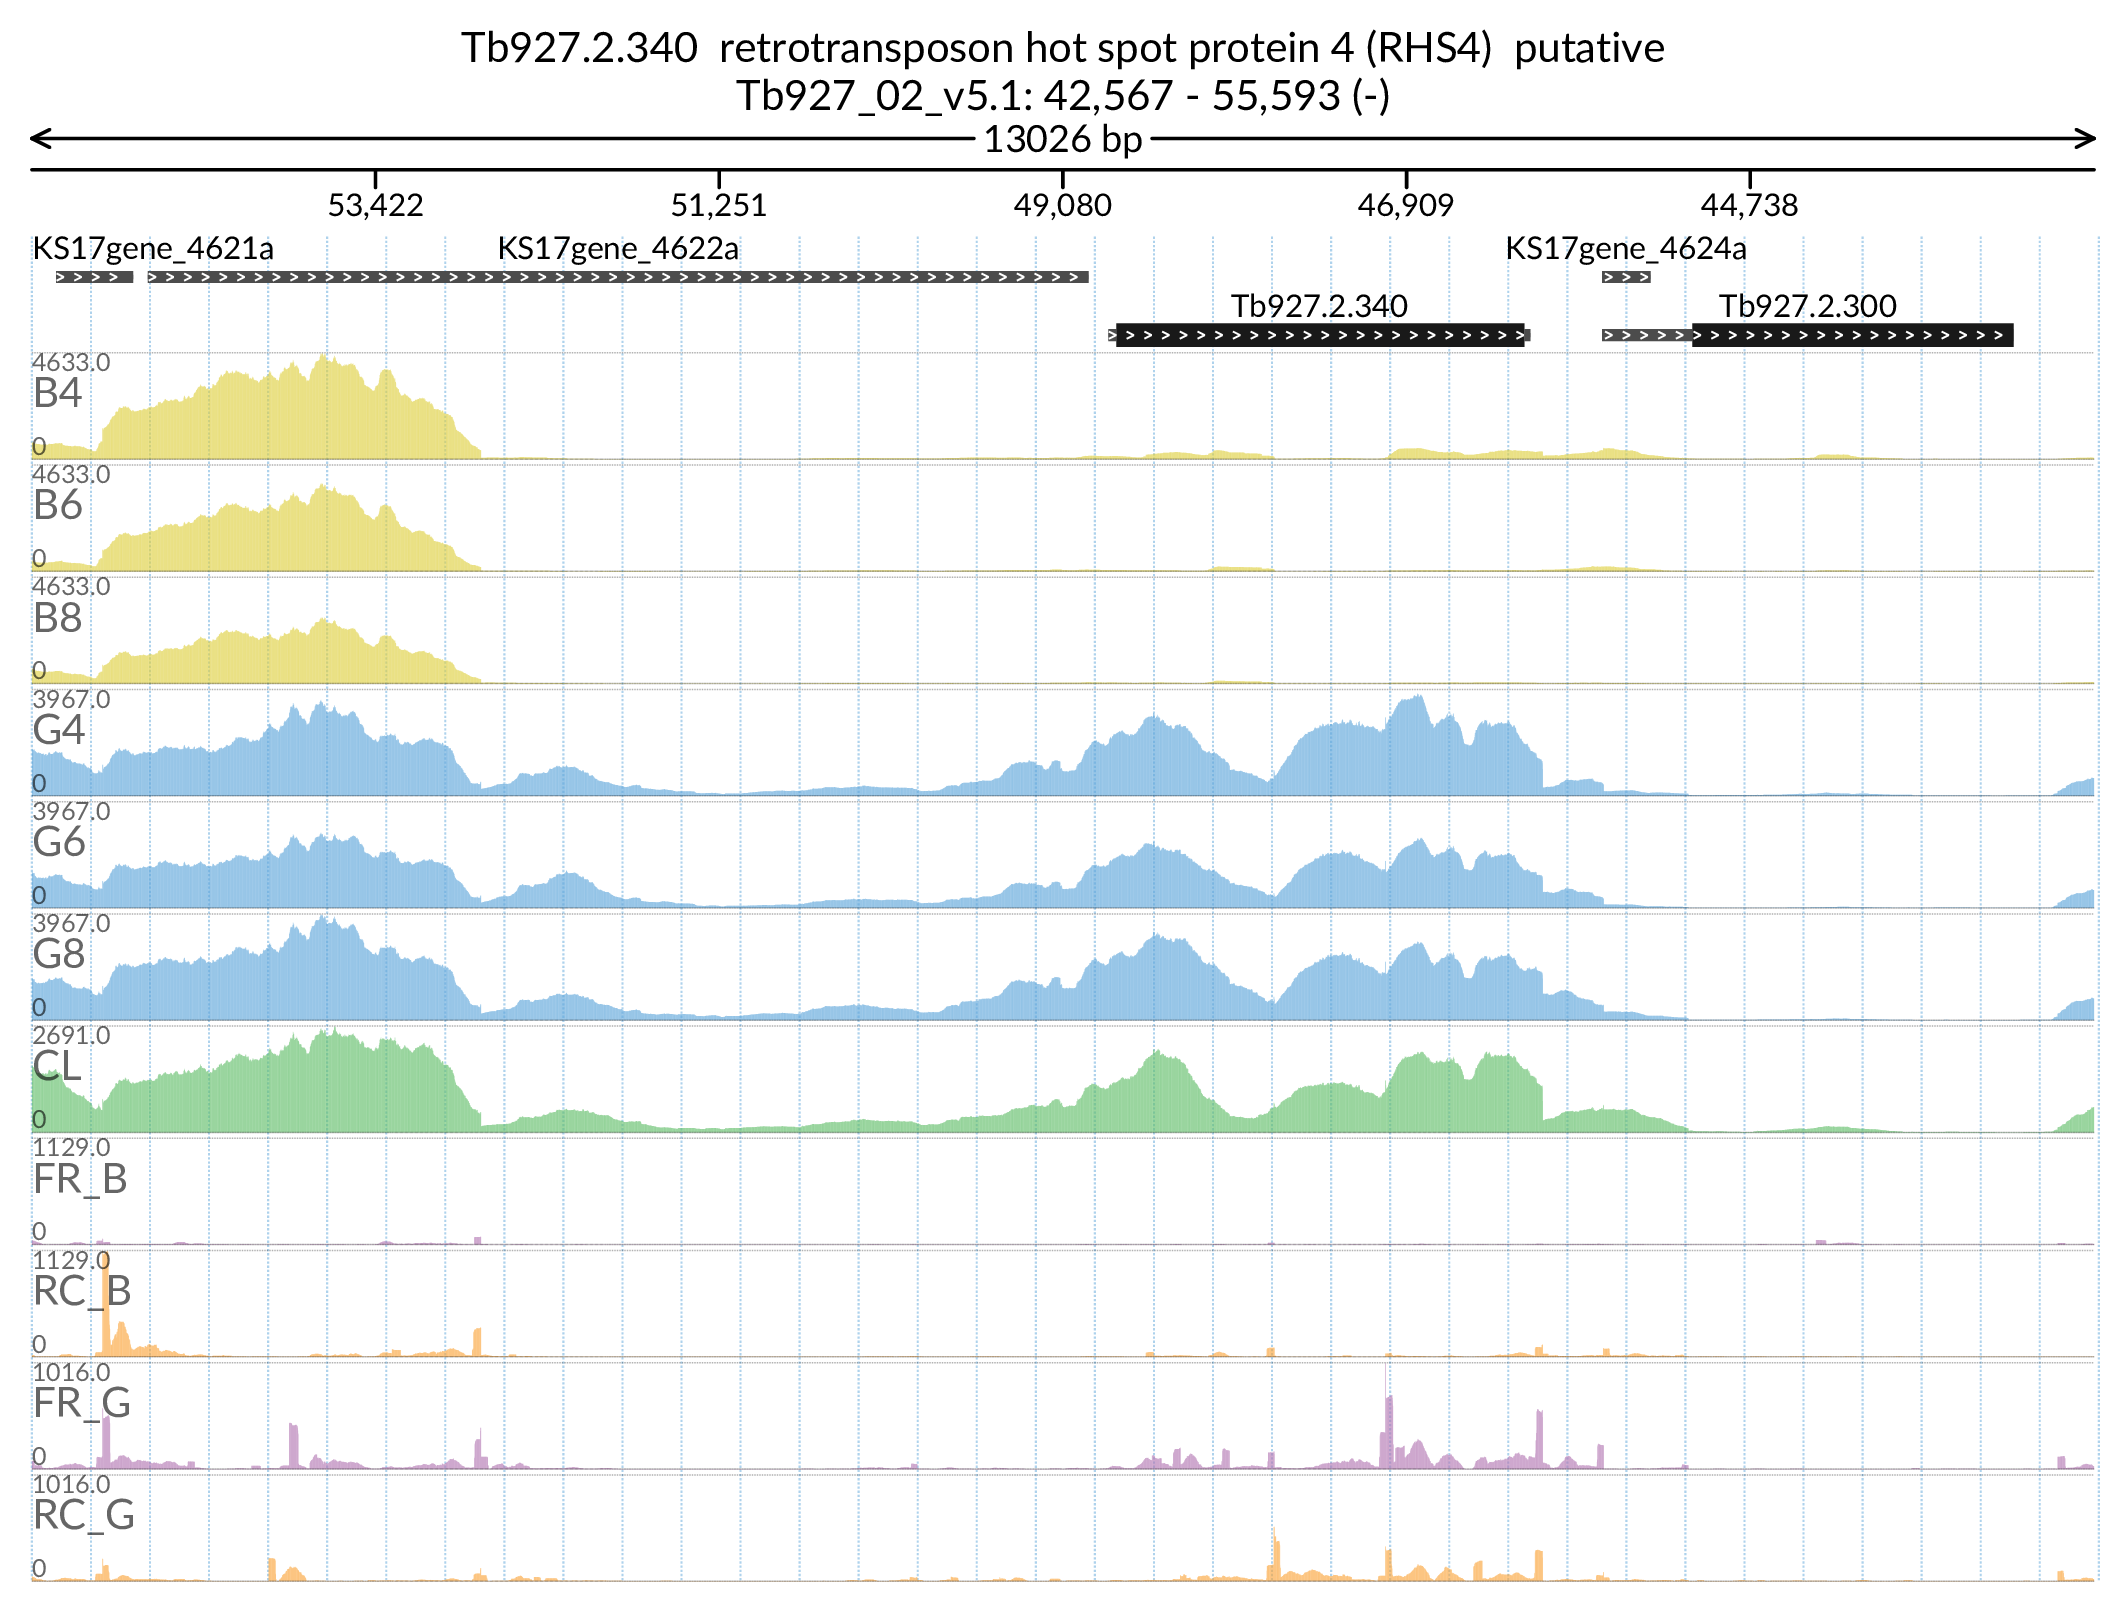 Tb927.2.340  retrotransposon hot spot protein 4 (RHS4)  putative
Tb927_02_v5.1: 42,567 - 55,593 (-)
13026 bp
53,422 51,251 49,080 46,909 44,738
KS17gene_4621a KS17gene_4622a KS17gene_4624a
Tb927.2.340 Tb927.2.300
4633.0
B4
0
4633.0
B6
0
4633.0
B8
0
3967.0
G4
0
3967.0
G6
0
3967.0
G8
0
2691.0
CL
0
1129.0
FR_B
0
1129.0
RC_B
0
1016.0
FR_G
0
1016.0
RC_G
0